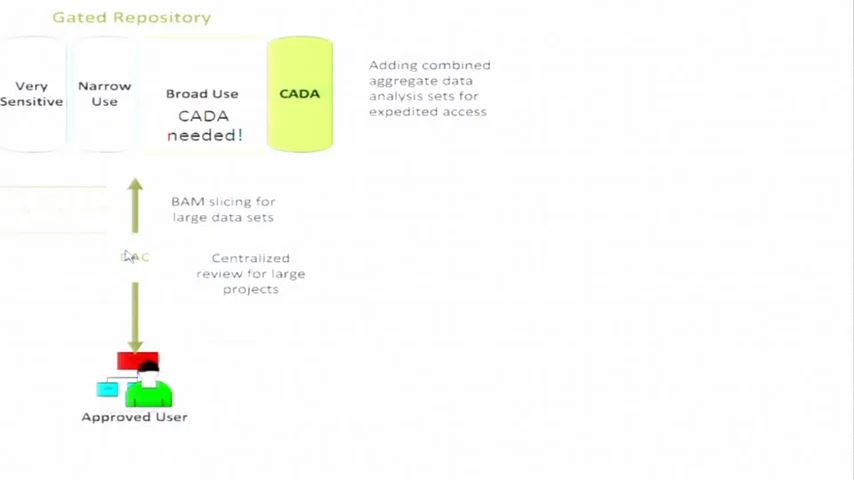 Gated Repository
Very
Sensitive
Narrow
Use
Broad Use
CADA
needed!
CADA
Adding combined
aggregate data
analysis sets for
expedited access
BAM slicing for
large data sets
Centralized
review for large
projects
Approved User